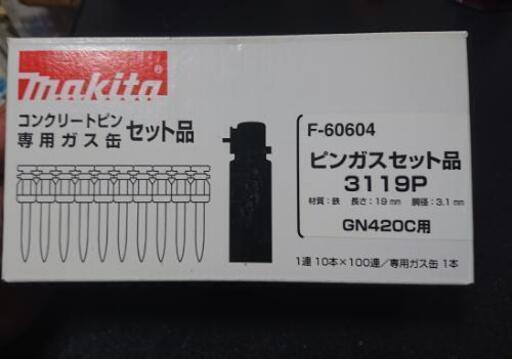 makita®
コンクリートピン
専用ガス缶 セット品
F-60604
ピンガスセット品
3119P
材質:鉄 長さ:19mm 胴径:3.1mm
GN420C用
1連 10本×100連/専用ガス缶 1本